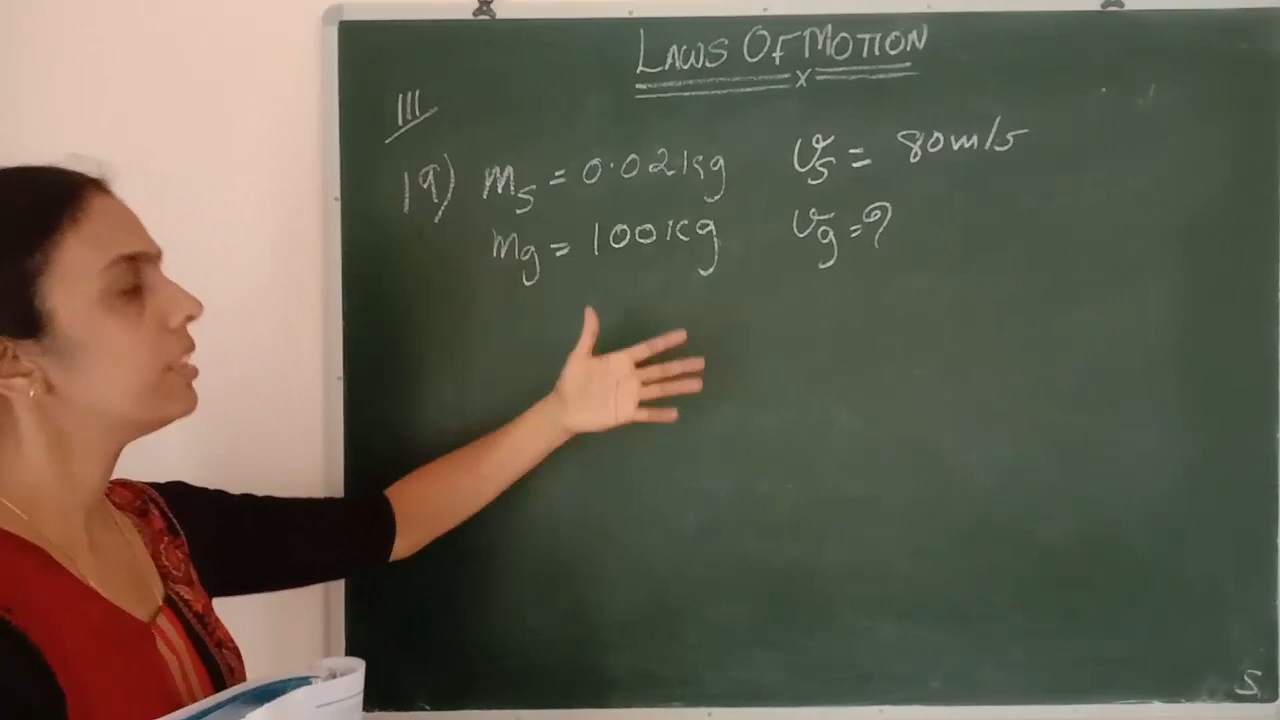 LAWS OF MOTION
x
III
19) ms = 0.02kg vs = 80m/s
mg = 100kg vg = ?
S